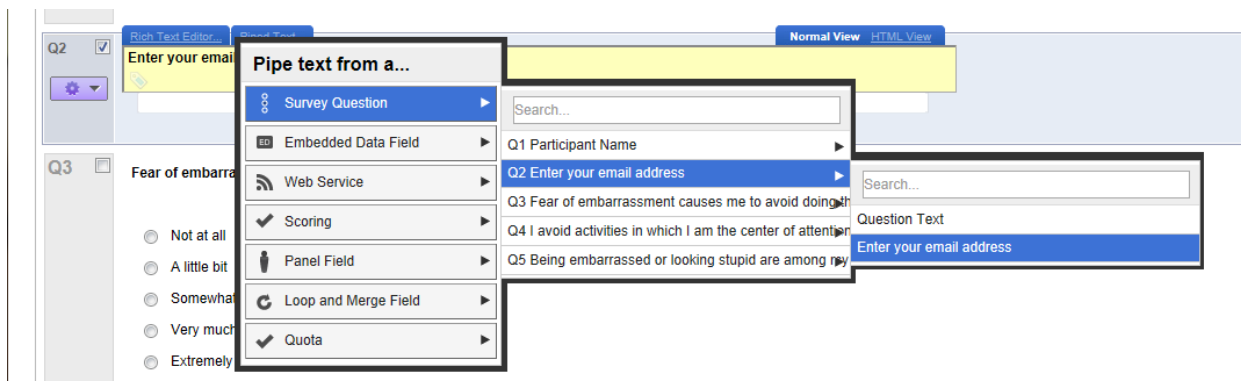 Rich Text Editor... Piped Text...
Normal View HTML View
Q2
Enter your email
Pipe text from a...
Survey Question
ED Embedded Data Field
Web Service
Scoring
Panel Field
Loop and Merge Field
Quota
Search...
Q1 Participant Name
Q2 Enter your email address
Q3 Fear of embarrassment causes me to avoid doing th
Q4 I avoid activities in which I am the center of attention
Q5 Being embarrassed or looking stupid are among my
Search...
Question Text
Enter your email address
Q3
Fear of embarra
Not at all
A little bit
Somewhat
Very much
Extremely